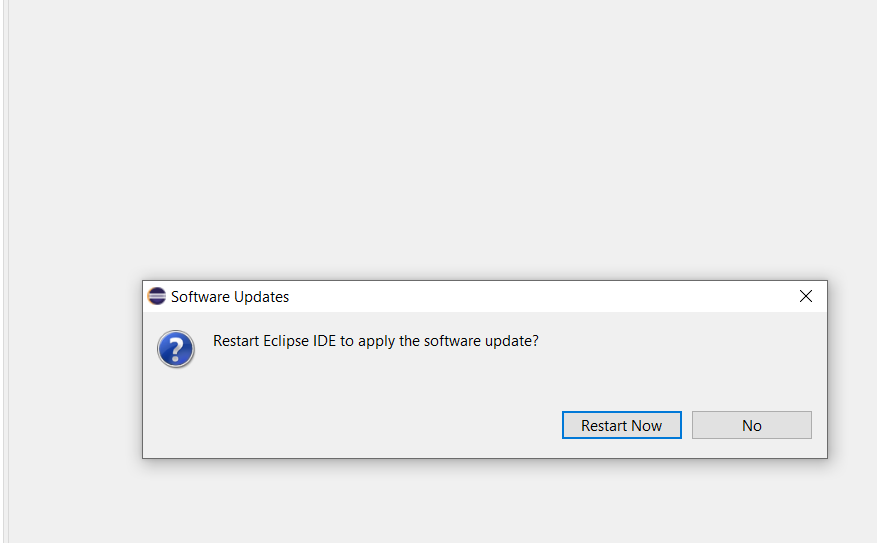 Software Updates
Restart Eclipse IDE to apply the software update?
Restart Now
No